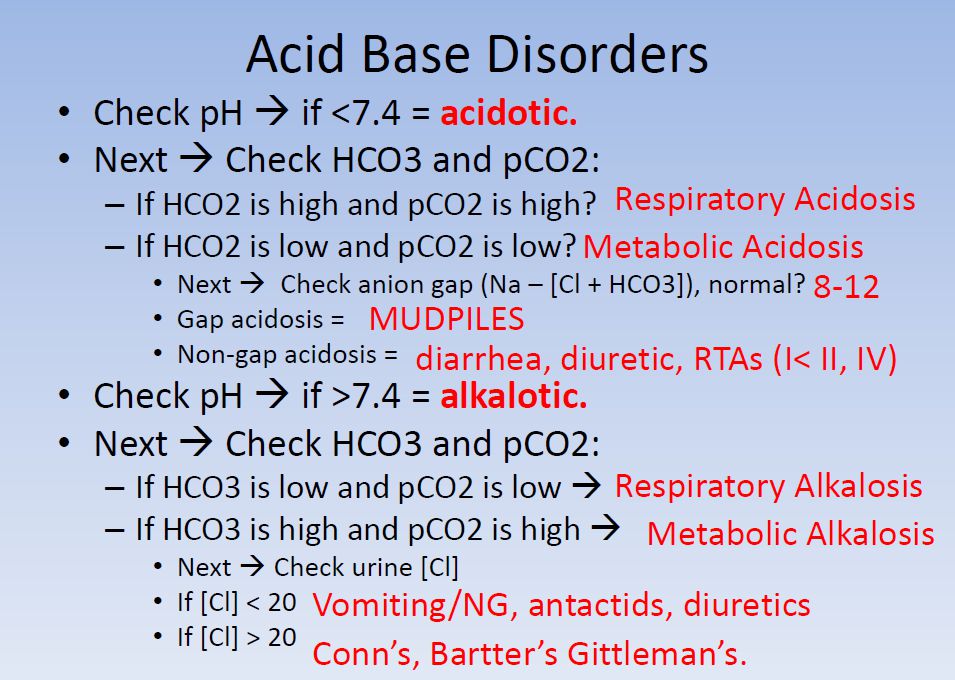 Acid Base Disorders
• Check pH → if <7.4 = acidotic.
• Next → Check HCO3 and pCO2:
– If HCO2 is high and pCO2 is high? Respiratory Acidosis
– If HCO2 is low and pCO2 is low? Metabolic Acidosis
• Next → Check anion gap (Na – [Cl + HCO3]), normal? 8-12
• Gap acidosis = MUDPILES
• Non-gap acidosis = diarrhea, diuretic, RTAs (I< II, IV)
• Check pH → if >7.4 = alkalotic.
• Next → Check HCO3 and pCO2:
– If HCO3 is low and pCO2 is low → Respiratory Alkalosis
– If HCO3 is high and pCO2 is high → Metabolic Alkalosis
• Next → Check urine [Cl]
• If [Cl] < 20 Vomiting/NG, antactids, diuretics
• If [Cl] > 20 Conn’s, Bartter’s Gittleman’s.